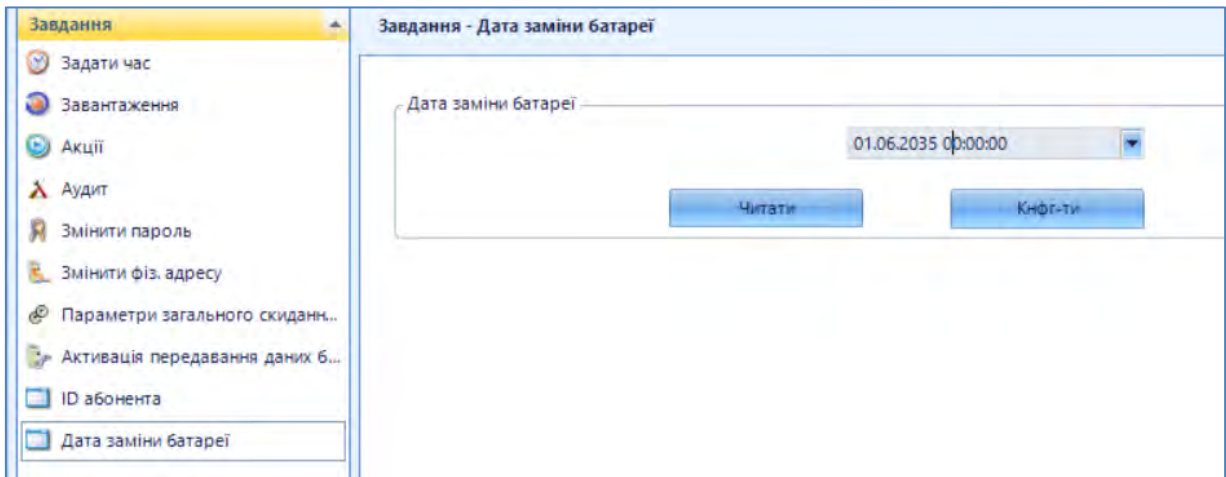 Завдання
Задати час
Завантаження
Акції
Аудит
Змінити пароль
Змінити фіз. адресу
Параметри загального скиданн...
Активація передавання даних б...
ID абонента
Дата заміни батареї
Завдання - Дата заміни батареї
Дата заміни батареї
01.06.2035 00:00:00
Читати
Кнфг-ти